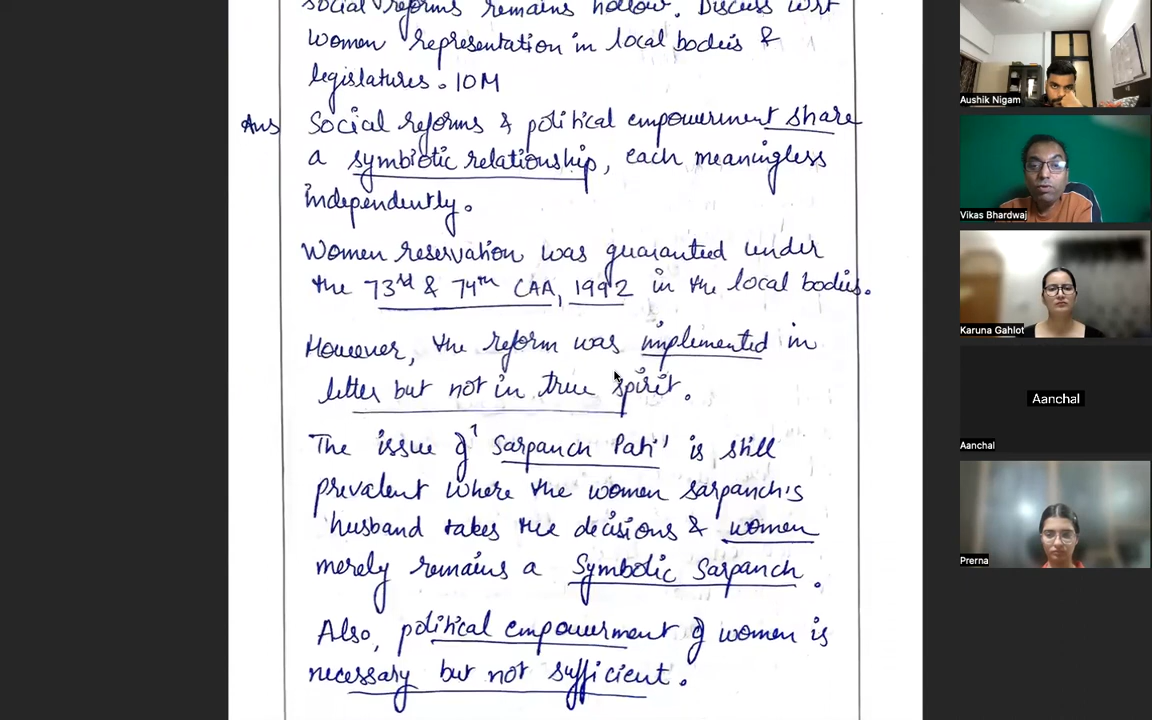 social reforms remains hollow. Discuss wrt
women representation in local bodies &
legislatures. 10M
Ans Social reforms & political empowerment share
a symbiotic relationship, each meaningless
independently.
Women reservation was guaranteed under
the 73rd & 74th CAA, 1992 in the local bodies.
However, the reform was implemented in
letter but not in true spirit.
The issue of 'Sarpanch Pati' is still
prevalent where the women sarpanch's
husband takes the decisions & women
merely remains a Symbolic Sarpanch.
Also, political empowerment of women is
necessary but not sufficient.
Aushik Nigam
Vikas Bhardwaj
Karuna Gahlot
Aanchal
Aanchal
Prerna